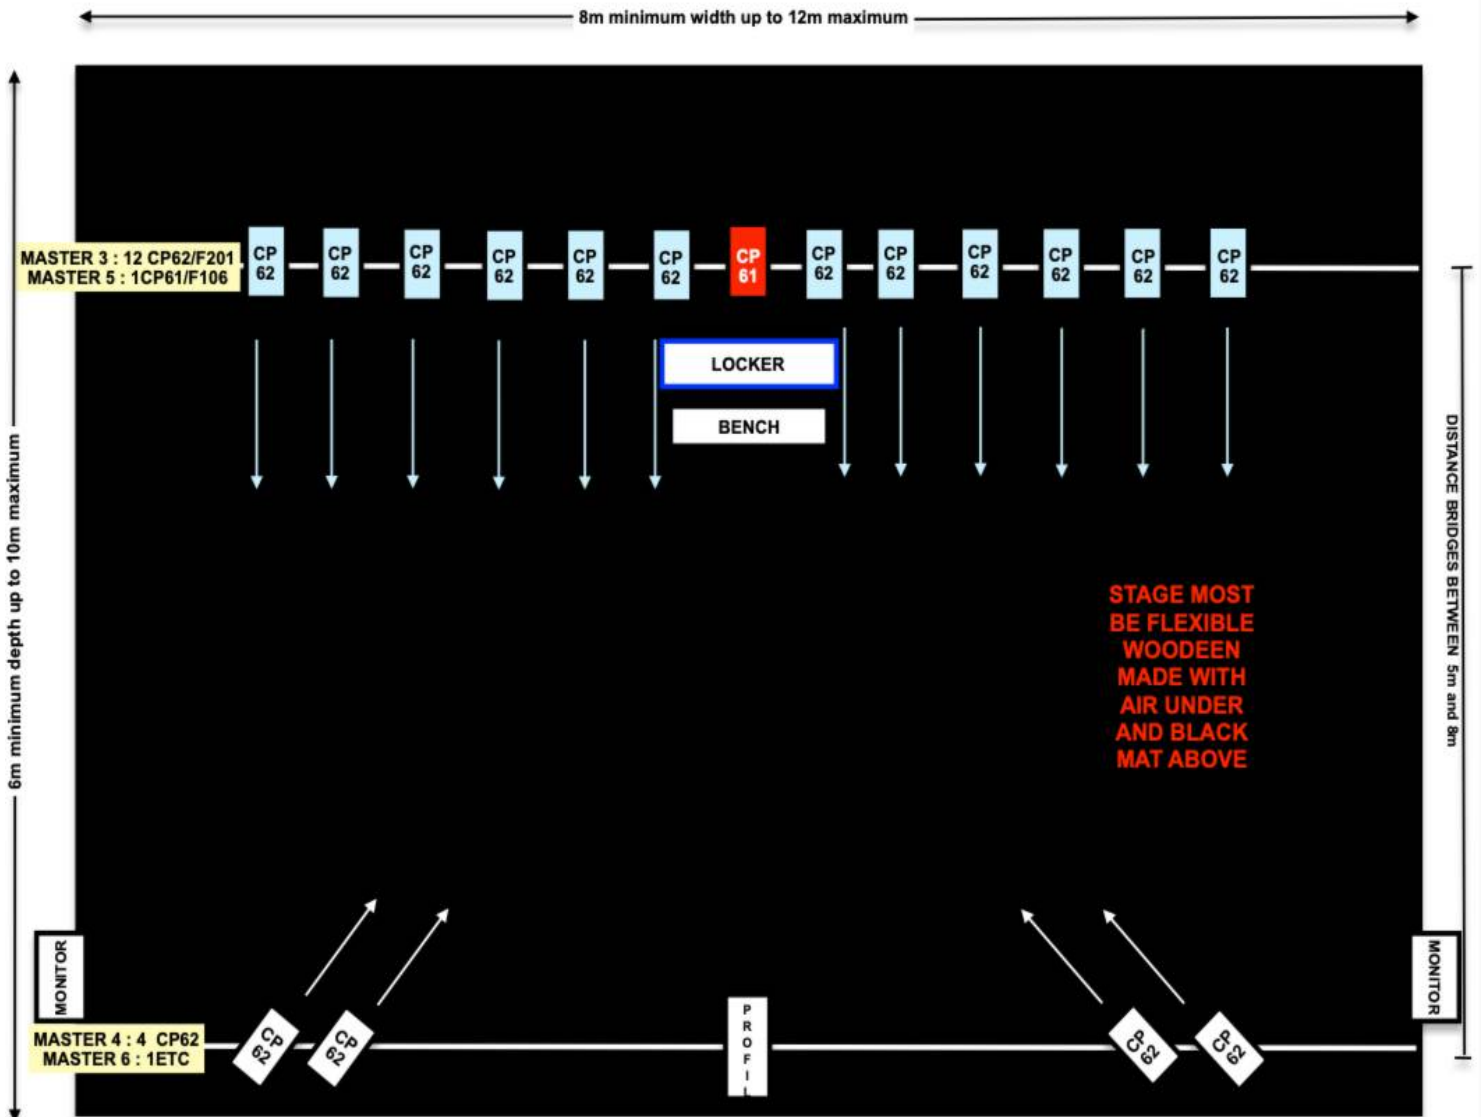 8m minimum width up to 12m maximum
6m minimum depth up to 10m maximum
MASTER 3 : 12 CP62/F201
MASTER 5 : 1CP61/F106
CP
62
CP
62
CP
62
CP
62
CP
62
CP
62
CP
61
CP
62
CP
62
CP
62
CP
62
CP
62
CP
62
LOCKER
BENCH
DISTANCE BRIDGES BETWEEN 5m and 8m
STAGE MOST
BE FLEXIBLE
WOODEEN
MADE WITH
AIR UNDER
AND BLACK
MAT ABOVE
MONITOR
MONITOR
MASTER 4 : 4 CP62
MASTER 6 : 1ETC
CP
62
CP
62
P
R
O
F
I
L
CP
62
CP
62